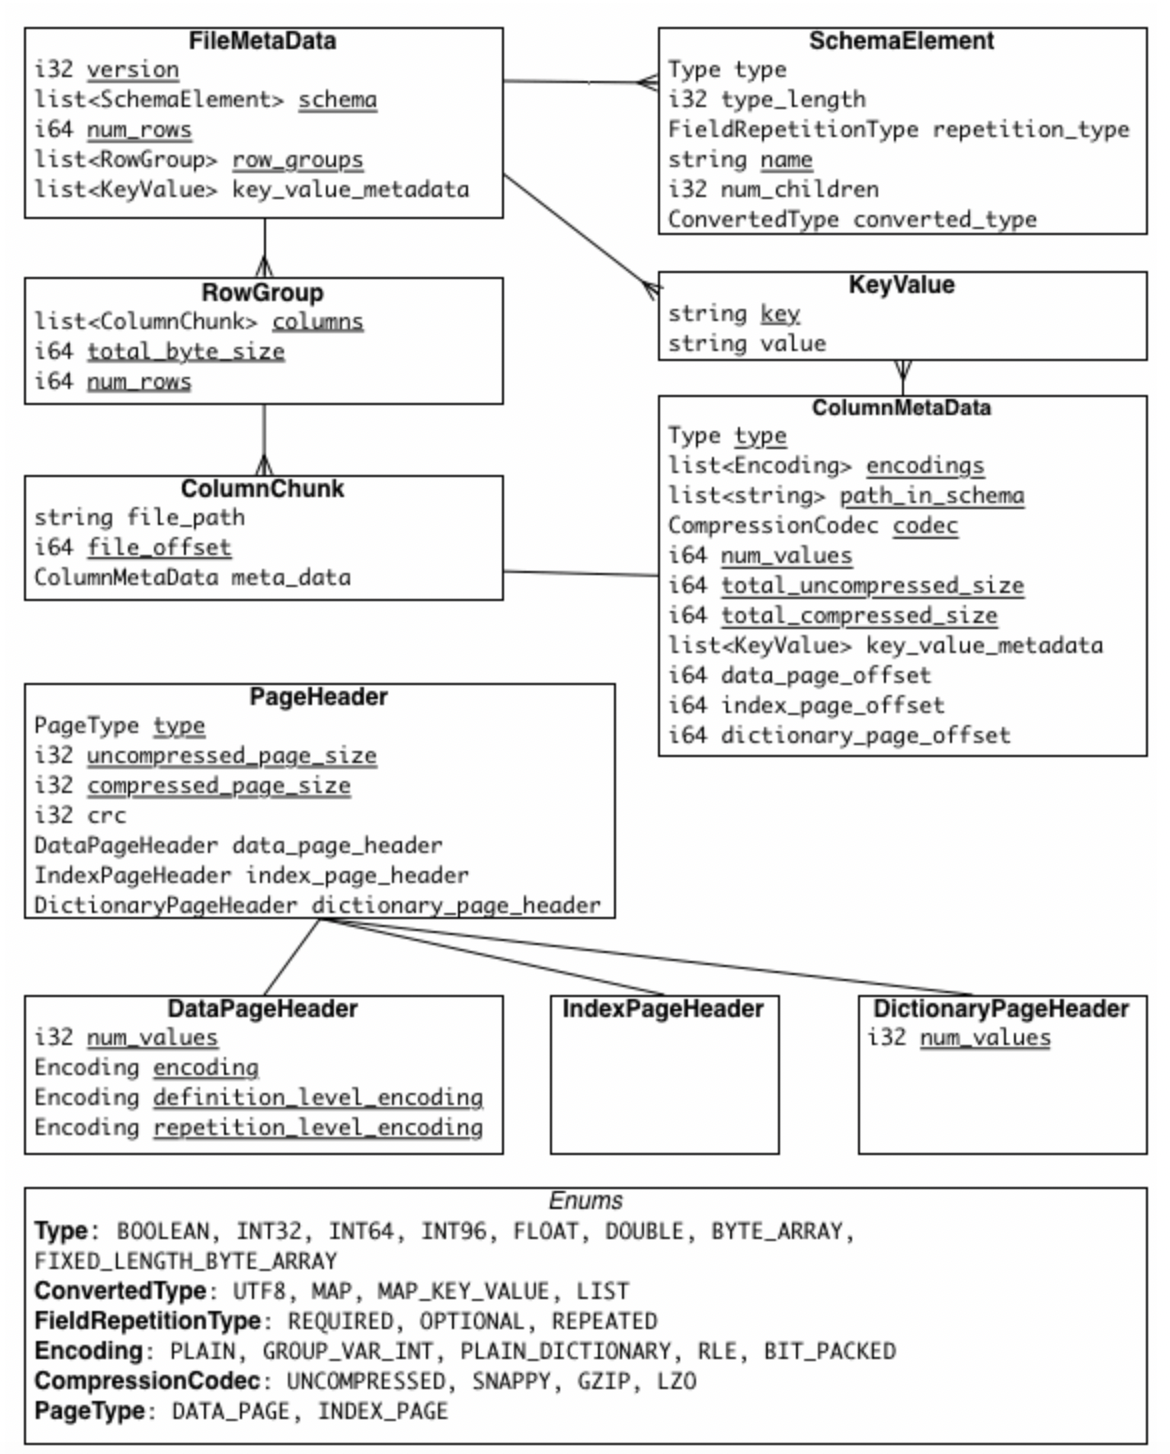 FileMetaData
i32 version
list<SchemaElement> schema
i64 num_rows
list<RowGroup> row_groups
list<KeyValue> key_value_metadata
SchemaElement
Type type
i32 type_length
FieldRepetitionType repetition_type
string name
i32 num_children
ConvertedType converted_type
RowGroup
list<ColumnChunk> columns
i64 total_byte_size
i64 num_rows
KeyValue
string key
string value
ColumnChunk
string file_path
i64 file_offset
ColumnMetaData meta_data
ColumnMetaData
Type type
list<Encoding> encodings
list<string> path_in_schema
CompressionCodec codec
i64 num_values
i64 total_uncompressed_size
i64 total_compressed_size
list<KeyValue> key_value_metadata
i64 data_page_offset
i64 index_page_offset
i64 dictionary_page_offset
PageHeader
PageType type
i32 uncompressed_page_size
i32 compressed_page_size
i32 crc
DataPageHeader data_page_header
IndexPageHeader index_page_header
DictionaryPageHeader dictionary_page_header
DataPageHeader
i32 num_values
Encoding encoding
Encoding definition_level_encoding
Encoding repetition_level_encoding
IndexPageHeader
DictionaryPageHeader
i32 num_values
Enums
Type: BOOLEAN, INT32, INT64, INT96, FLOAT, DOUBLE, BYTE_ARRAY,
FIXED_LENGTH_BYTE_ARRAY
ConvertedType: UTF8, MAP, MAP_KEY_VALUE, LIST
FieldRepetitionType: REQUIRED, OPTIONAL, REPEATED
Encoding: PLAIN, GROUP_VAR_INT, PLAIN_DICTIONARY, RLE, BIT_PACKED
CompressionCodec: UNCOMPRESSED, SNAPPY, GZIP, LZO
PageType: DATA_PAGE, INDEX_PAGE